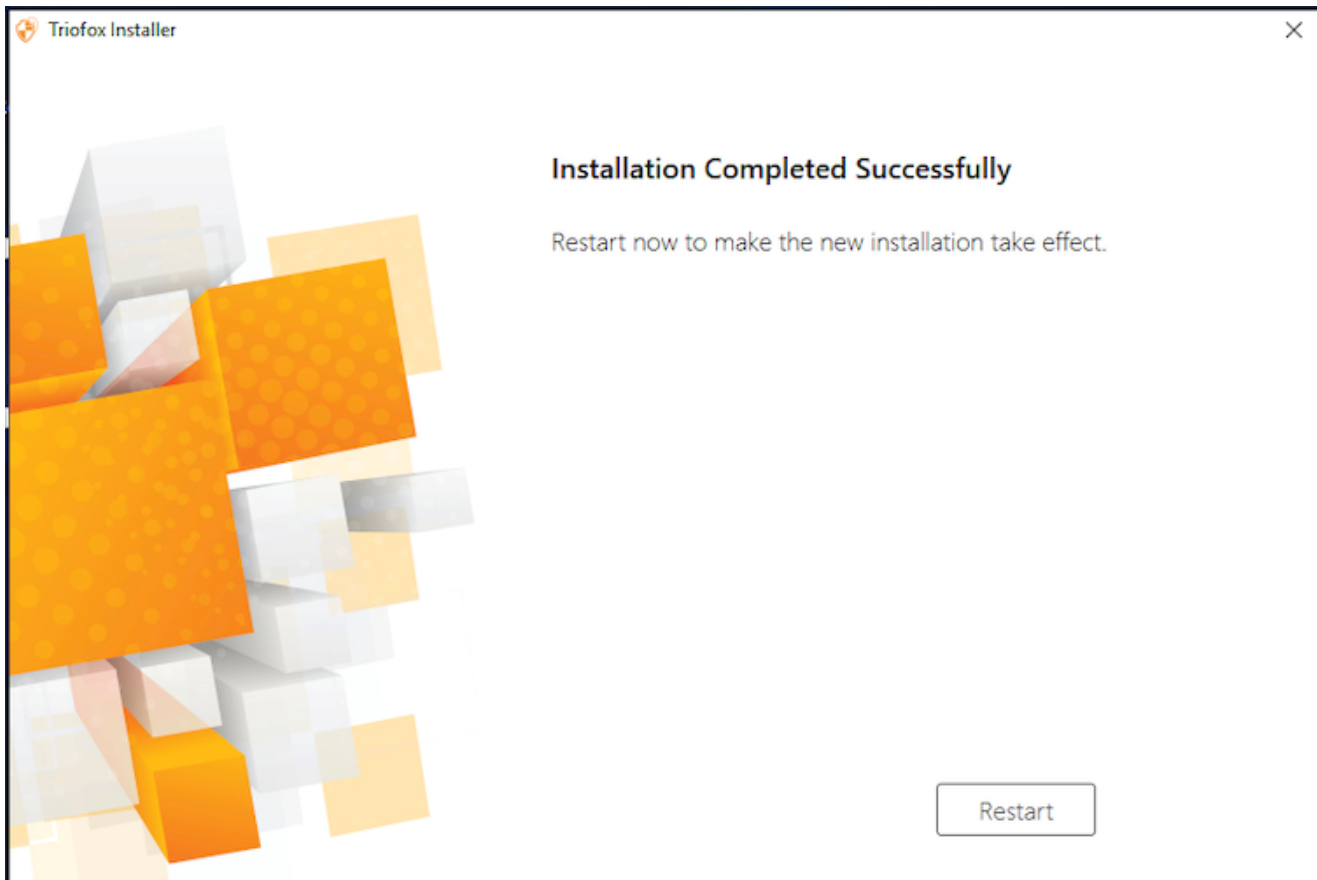 Triofox Installer
Installation Completed Successfully
Restart now to make the new installation take effect.
Restart